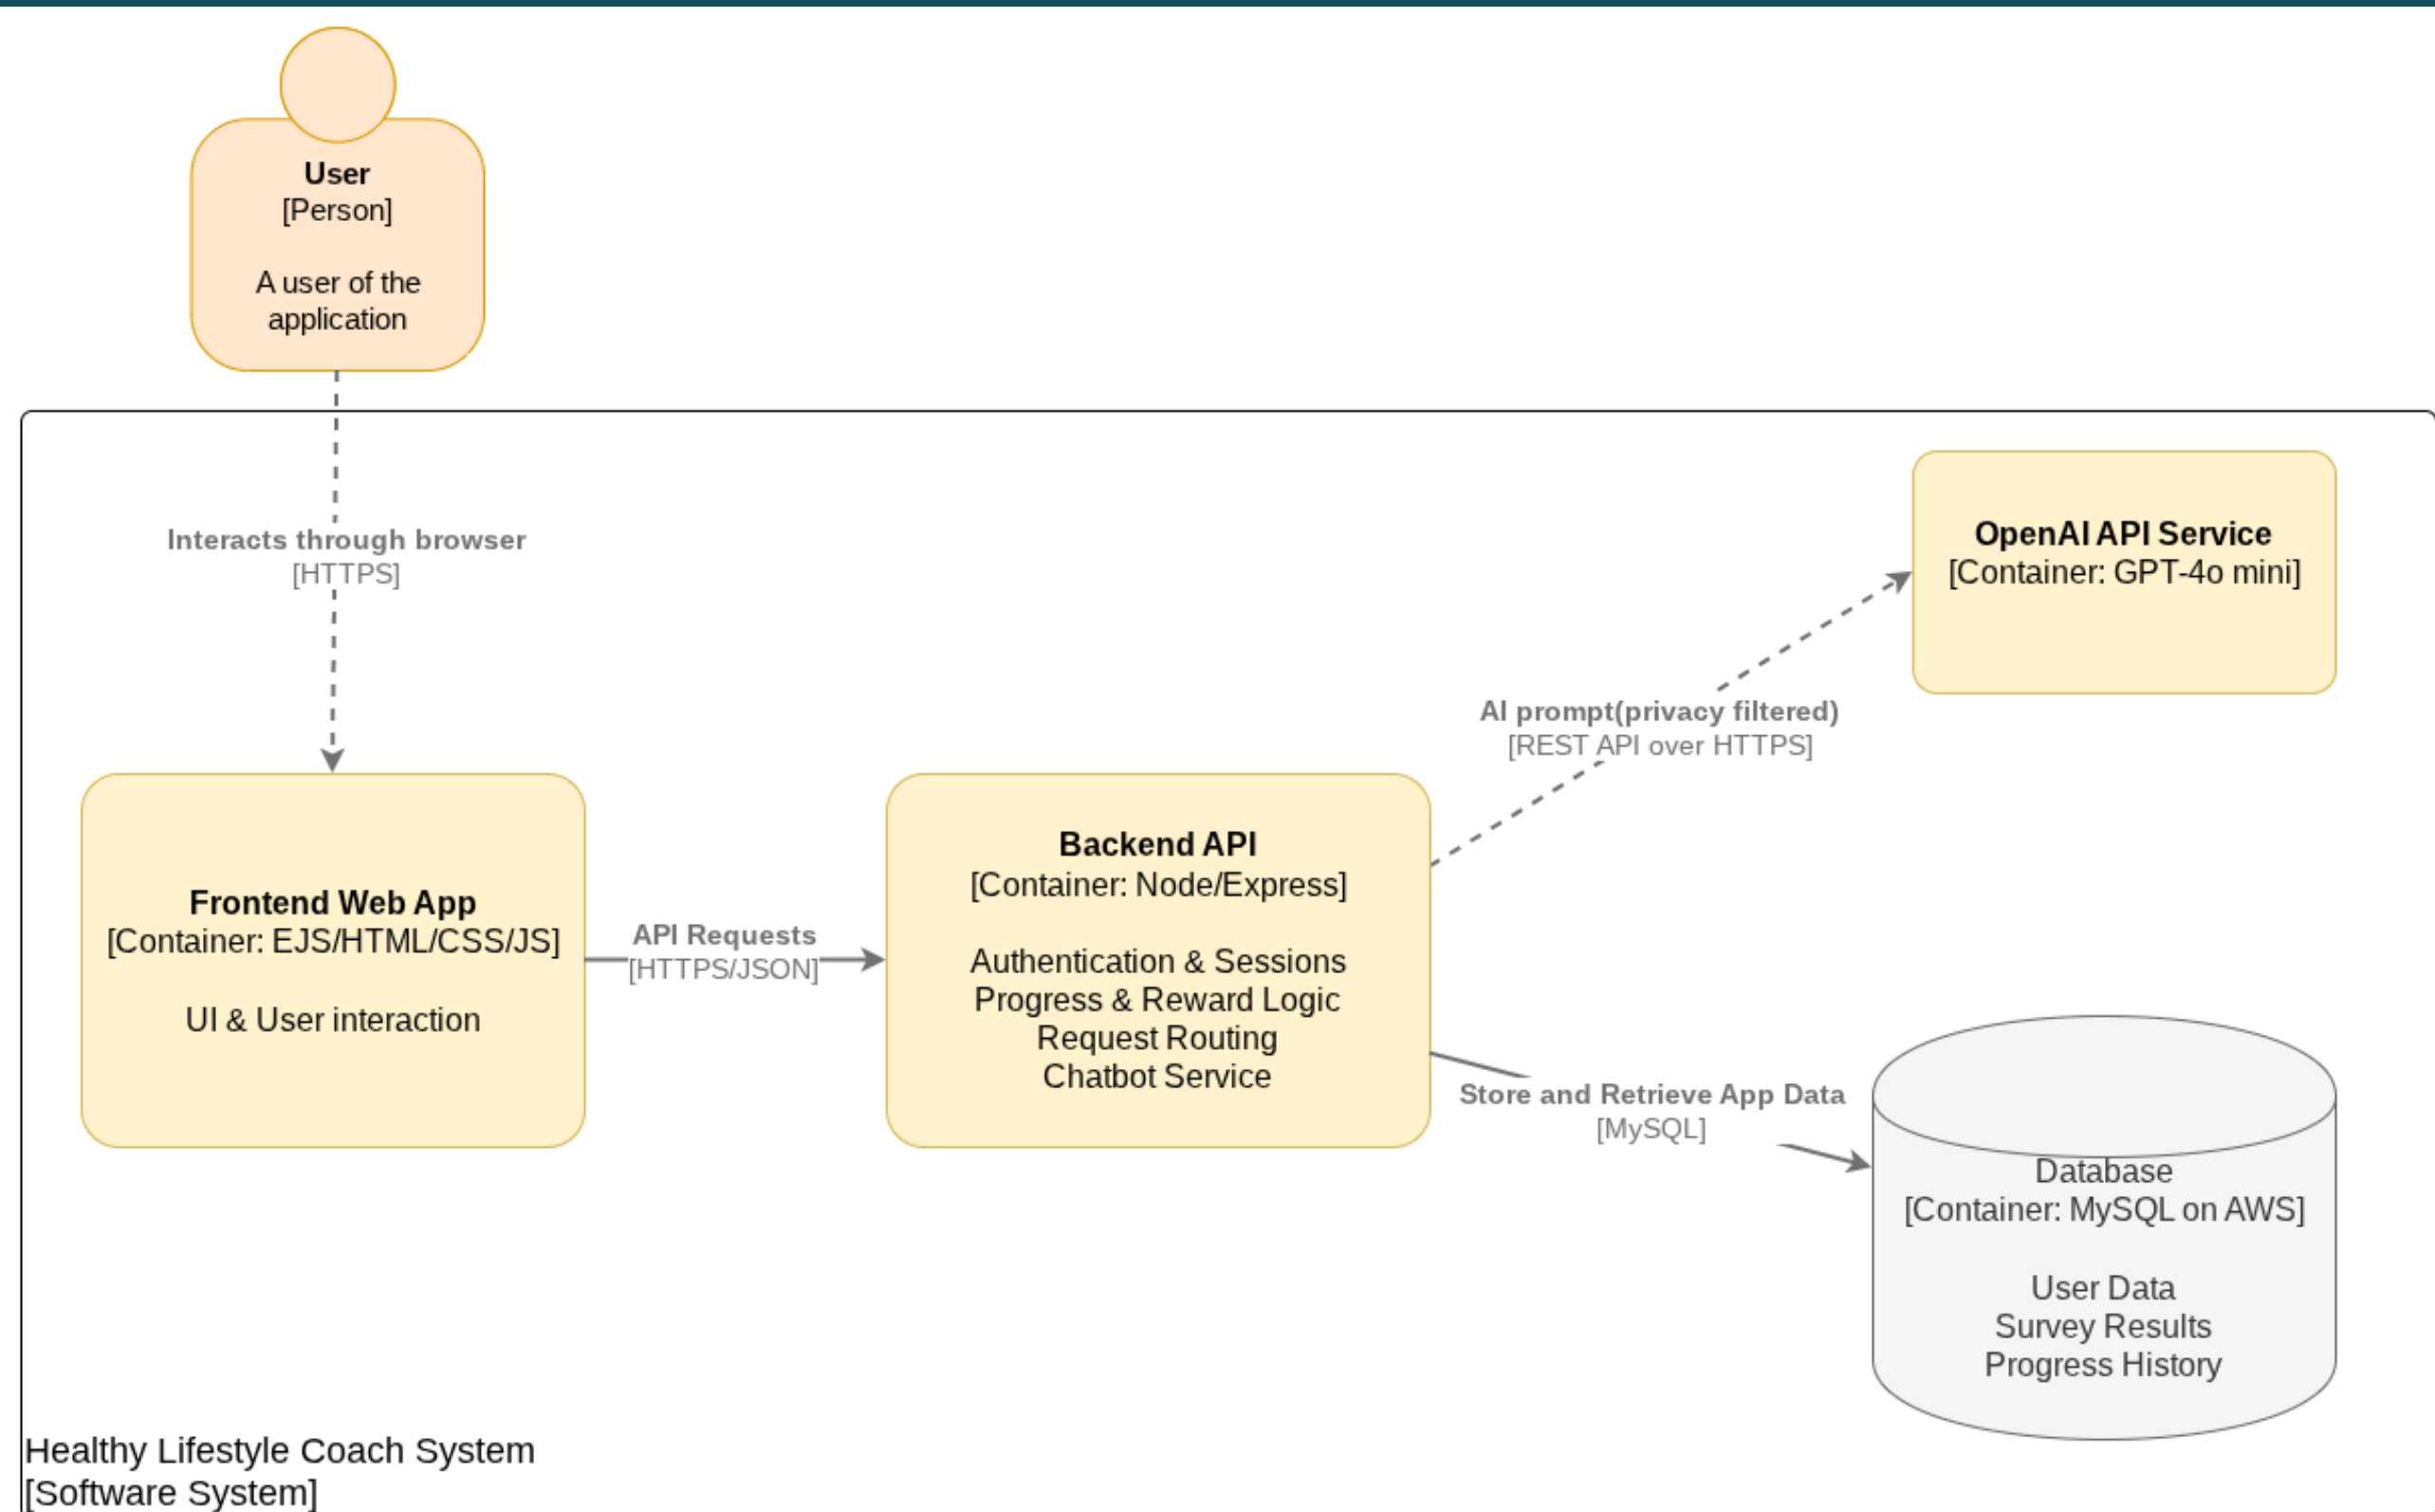 User
[Person]
A user of the
application
Interacts through browser
[HTTPS]
OpenAI API Service
[Container: GPT-4o mini]
AI prompt(privacy filtered)
[REST API over HTTPS]
Frontend Web App
[Container: EJS/HTML/CSS/JS]
UI & User interaction
API Requests
[HTTPS/JSON]
Backend API
[Container: Node/Express]
Authentication & Sessions
Progress & Reward Logic
Request Routing
Chatbot Service
Store and Retrieve App Data
[MySQL]
Database
[Container: MySQL on AWS]
User Data
Survey Results
Progress History
Healthy Lifestyle Coach System
[Software System]